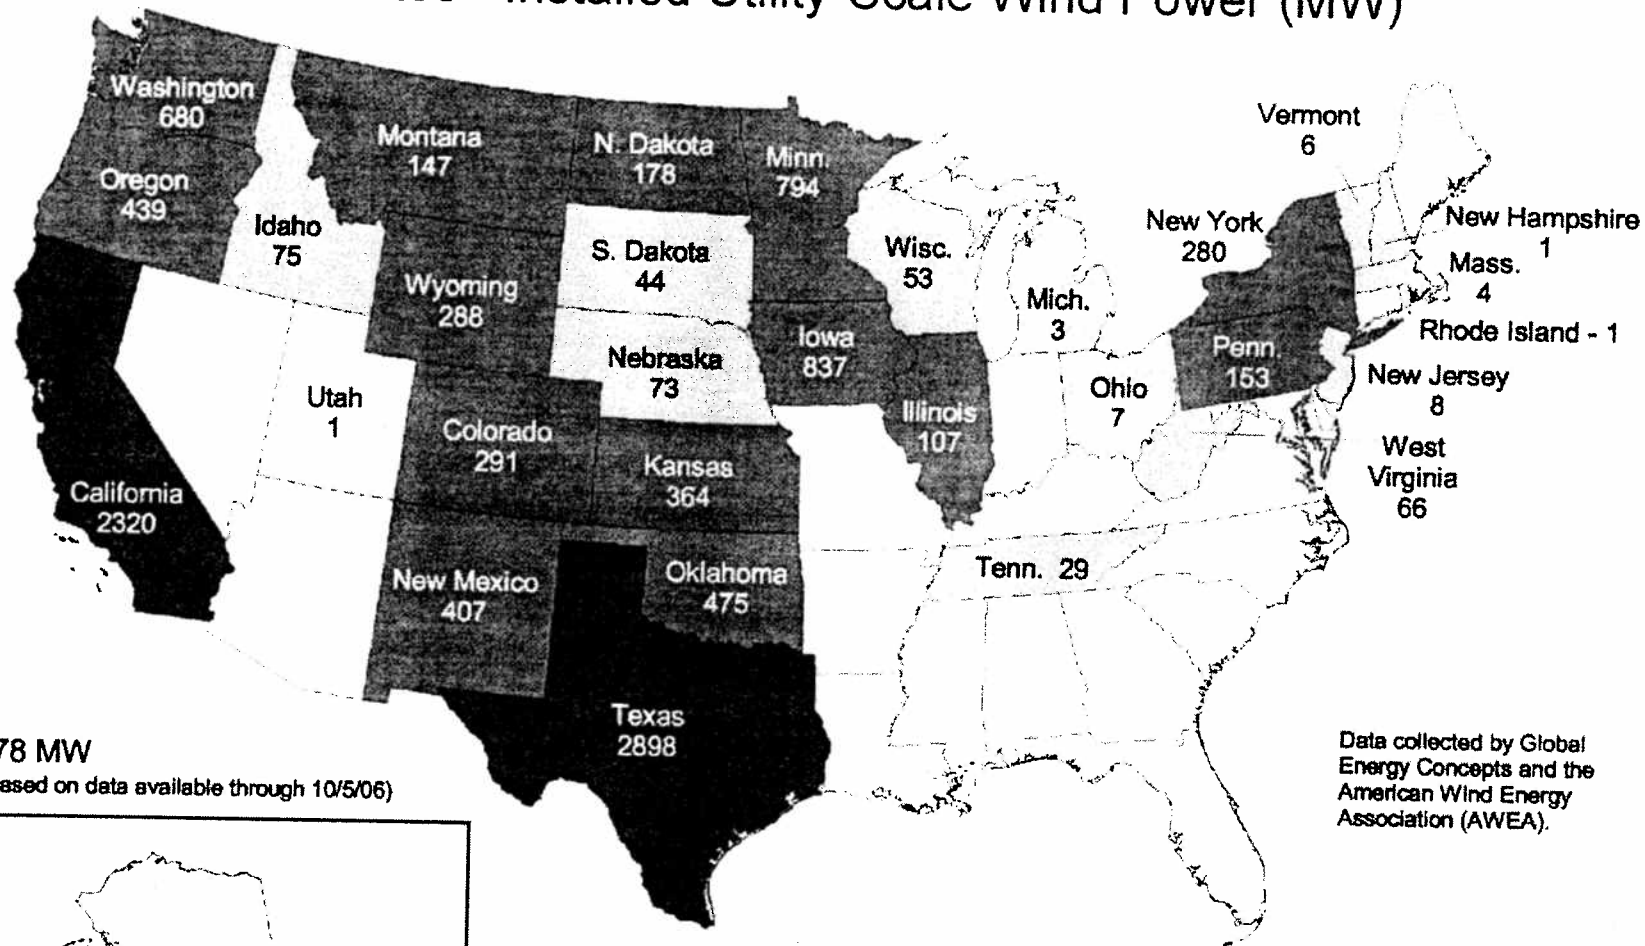 Installed Utility-Scale Wind Power (MW)
Washington
680
Oregon
439
Idaho
75
Montana
147
N. Dakota
178
Minn.
794
Vermont
6
New York
280
New Hampshire
1
Mass.
4
Rhode Island - 1
Wyoming
288
S. Dakota
44
Wisc.
53
Mich.
3
Penn.
153
New Jersey
8
Utah
1
Nebraska
73
Iowa
837
Illinois
107
Ohio
7
West
Virginia
66
California
2320
Colorado
291
Kansas
364
Tenn. 29
New Mexico
407
Oklahoma
475
Texas
2898
78 MW
ased on data available through 10/5/06)
Data collected by Global
Energy Concepts and the
American Wind Energy
Association (AWEA).